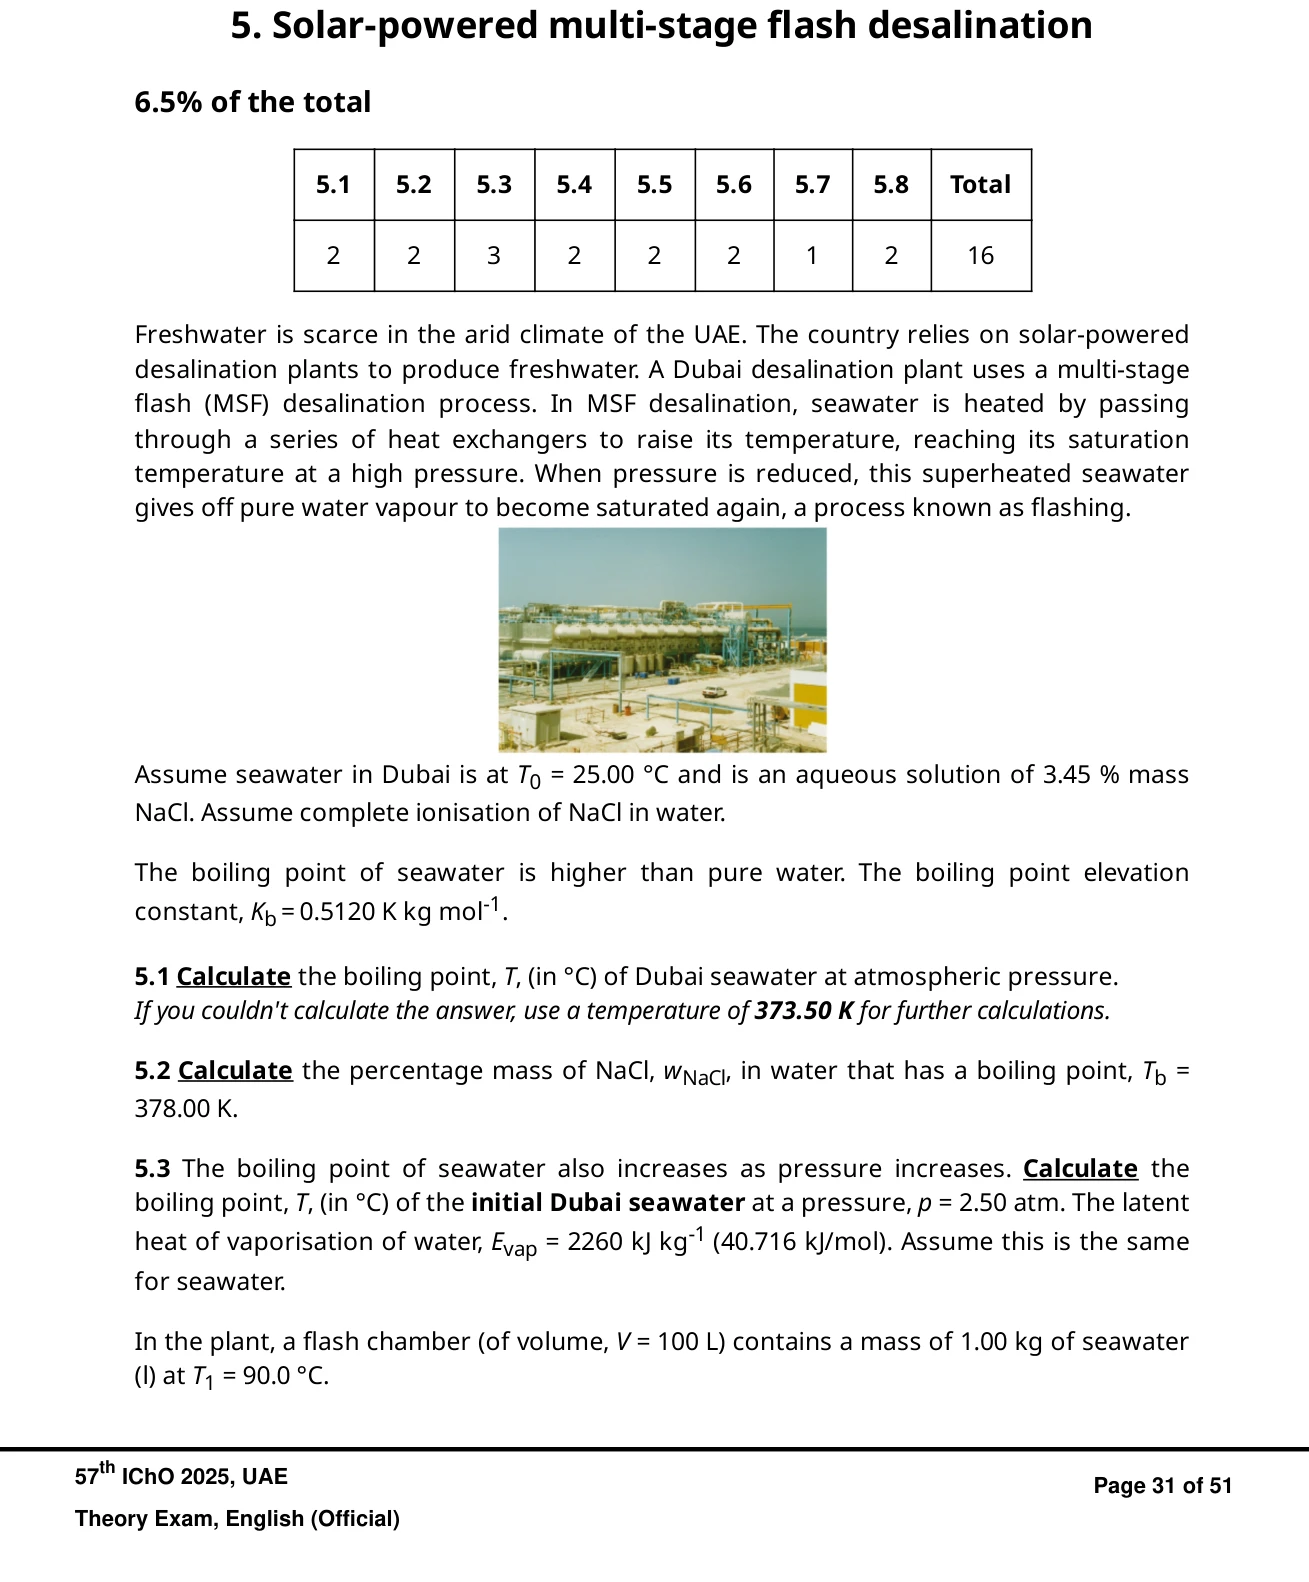 5. Solar-powered multi-stage flash desalination
6.5% of the total
5.1 5.2 5.3 5.4 5.5 5.6 5.7 5.8 Total
2 2 3 2 2 2 1 2 16
Freshwater is scarce in the arid climate of the UAE. The country relies on solar-powered
desalination plants to produce freshwater. A Dubai desalination plant uses a multi-stage
flash (MSF) desalination process. In MSF desalination, seawater is heated by passing
through a series of heat exchangers to raise its temperature, reaching its saturation
temperature at a high pressure. When pressure is reduced, this superheated seawater
gives off pure water vapour to become saturated again, a process known as flashing.
Assume seawater in Dubai is at T0 = 25.00 °C and is an aqueous solution of 3.45 % mass
NaCl. Assume complete ionisation of NaCl in water.
The boiling point of seawater is higher than pure water. The boiling point elevation
constant, Kb = 0.5120 K kg mol-1.
5.1 Calculate the boiling point, T, (in °C) of Dubai seawater at atmospheric pressure.
If you couldn't calculate the answer, use a temperature of 373.50 K for further calculations.
5.2 Calculate the percentage mass of NaCl, wNaCl, in water that has a boiling point, Tb =
378.00 K.
5.3 The boiling point of seawater also increases as pressure increases. Calculate the
boiling point, T, (in °C) of the initial Dubai seawater at a pressure, p = 2.50 atm. The latent
heat of vaporisation of water, Evap = 2260 kJ kg-1 (40.716 kJ/mol). Assume this is the same
for seawater.
In the plant, a flash chamber (of volume, V = 100 L) contains a mass of 1.00 kg of seawater
(l) at T1 = 90.0 °C.
57th IChO 2025, UAE
Theory Exam, English (Official)
Page 31 of 51